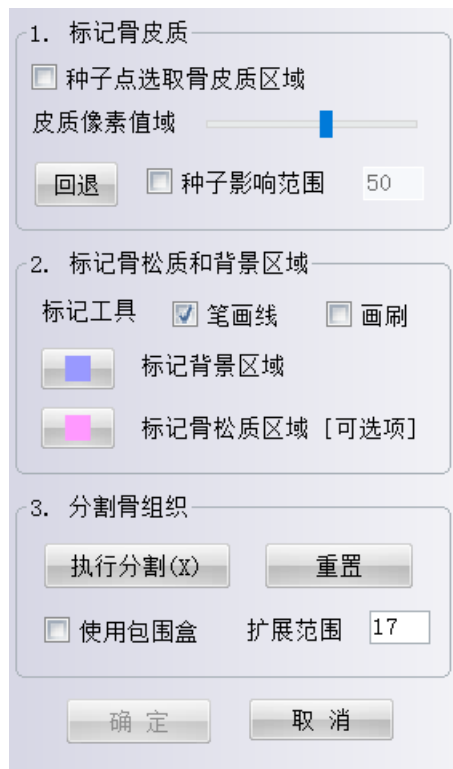 1. 标记骨皮质
种子点选取骨皮质区域
皮质像素值域
回退 种子影响范围 50
2. 标记骨松质和背景区域
标记工具 笔画线 画刷
标记背景区域
标记骨松质区域 [可选项]
3. 分割骨组织
执行分割(X) 重置
使用包围盒 扩展范围 17
确 定 取 消